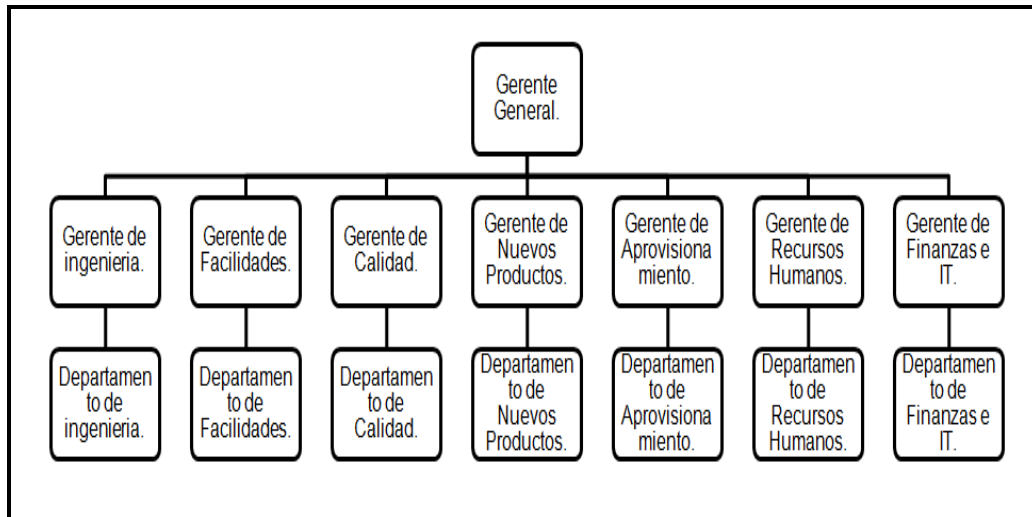 Gerente
General.
Gerente de
ingenieria.
Gerente de
Facilidades.
Gerente de
Calidad.
Gerente de
Nuevos
Productos.
Gerente de
Aprovisiona
miento.
Gerente de
Recursos
Humanos.
Gerente de
Finanzas e
IT.
Departamen
to de
ingenieria.
Departamen
to de
Facilidades.
Departamen
to de
Calidad.
Departamen
to de
Nuevos
Productos.
Departamen
to de
Aprovisiona
miento.
Departamen
to de
Recursos
Humanos.
Departamen
to de
Finanzas e
IT.